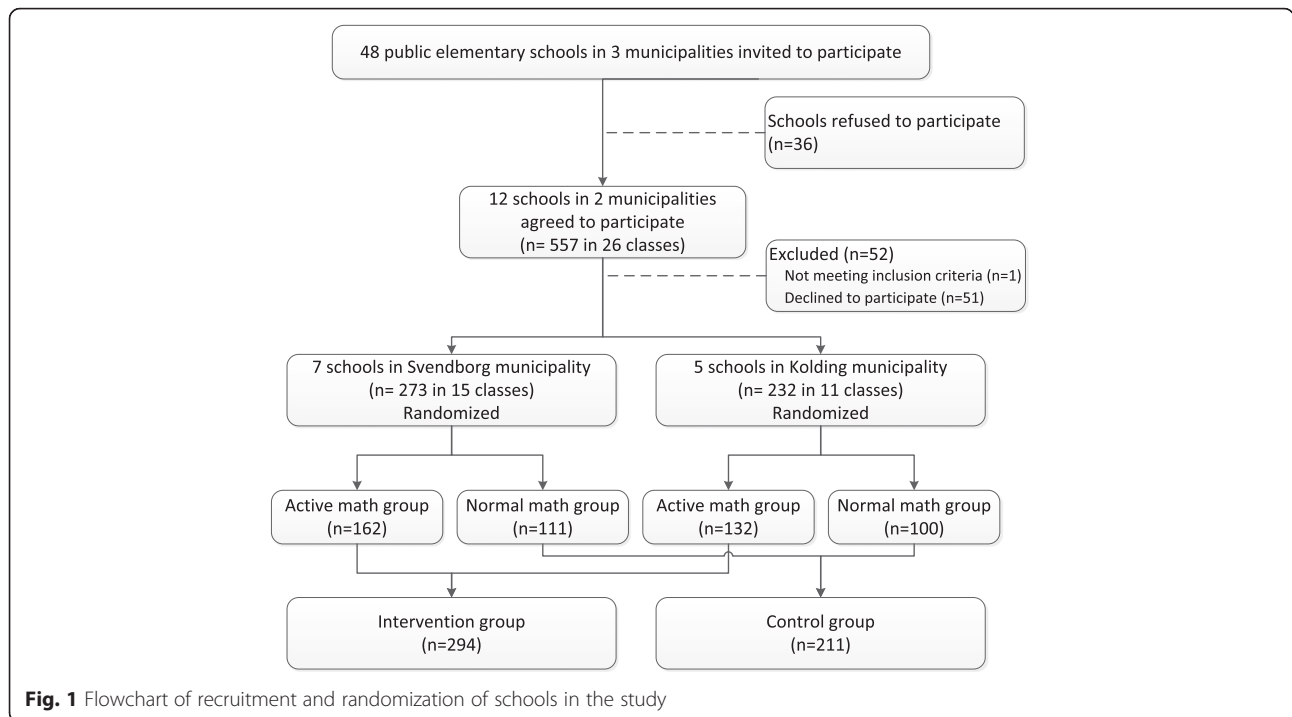 48 public elementary schools in 3 municipalities invited to participate
Schools refused to participate
(n=36)
12 schools in 2 municipalities
agreed to participate
(n= 557 in 26 classes)
Excluded (n=52)
Not meeting inclusion criteria (n=1)
Declined to participate (n=51)
7 schools in Svendborg municipality
(n= 273 in 15 classes)
Randomized
5 schools in Kolding municipality
(n= 232 in 11 classes)
Randomized
Active math group
(n=162)
Normal math group
(n=111)
Active math group
(n=132)
Normal math group
(n=100)
Intervention group
(n=294)
Control group
(n=211)
Fig. 1 Flowchart of recruitment and randomization of schools in the study